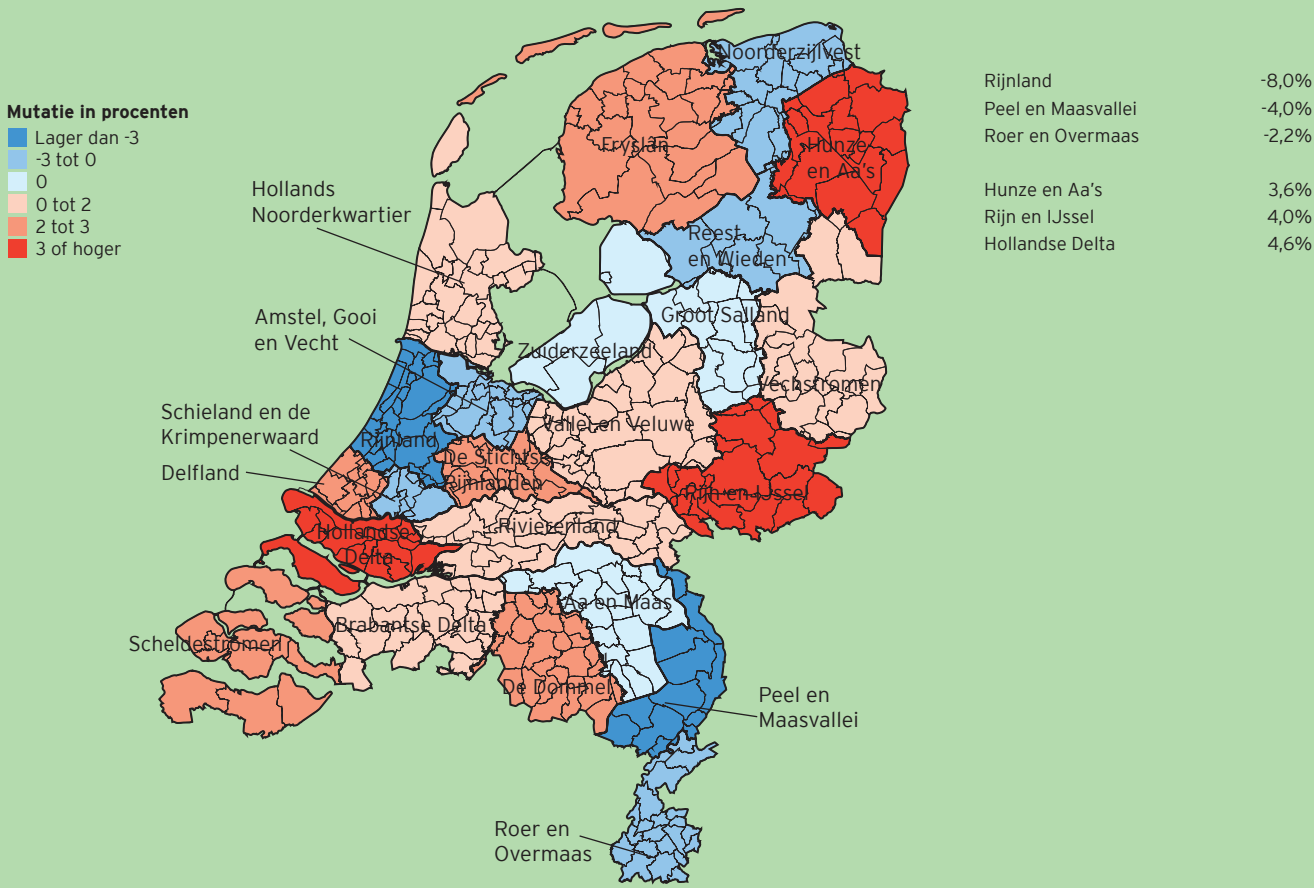 Mutatie in procenten
Lager dan -3
-3 tot 0
0
0 tot 2
2 tot 3
3 of hoger
Rijnland -8,0%
Peel en Maasvallei -4,0%
Roer en Overmaas -2,2%
Hunze en Aa's 3,6%
Rijn en IJssel 4,0%
Hollandse Delta 4,6%
Noorderzijlvest
Fryslân
Hunze
en Aa's
Hollands
Noorderkwartier
Reest
en Wieden
Amstel, Gooi
en Vecht
Groot Salland
Zuiderzeeland
Vechtstromen
Schieland en de
Krimpenerwaard
Rijnland
Vallei en Veluwe
De Stichtse
Rijnlanden
Delfland
Rijn en IJssel
Hollandse
Delta
Rivierenland
Aa en Maas
Brabantse Delta
Scheldestromen
De Dommel
Peel en
Maasvallei
Roer en
Overmaas